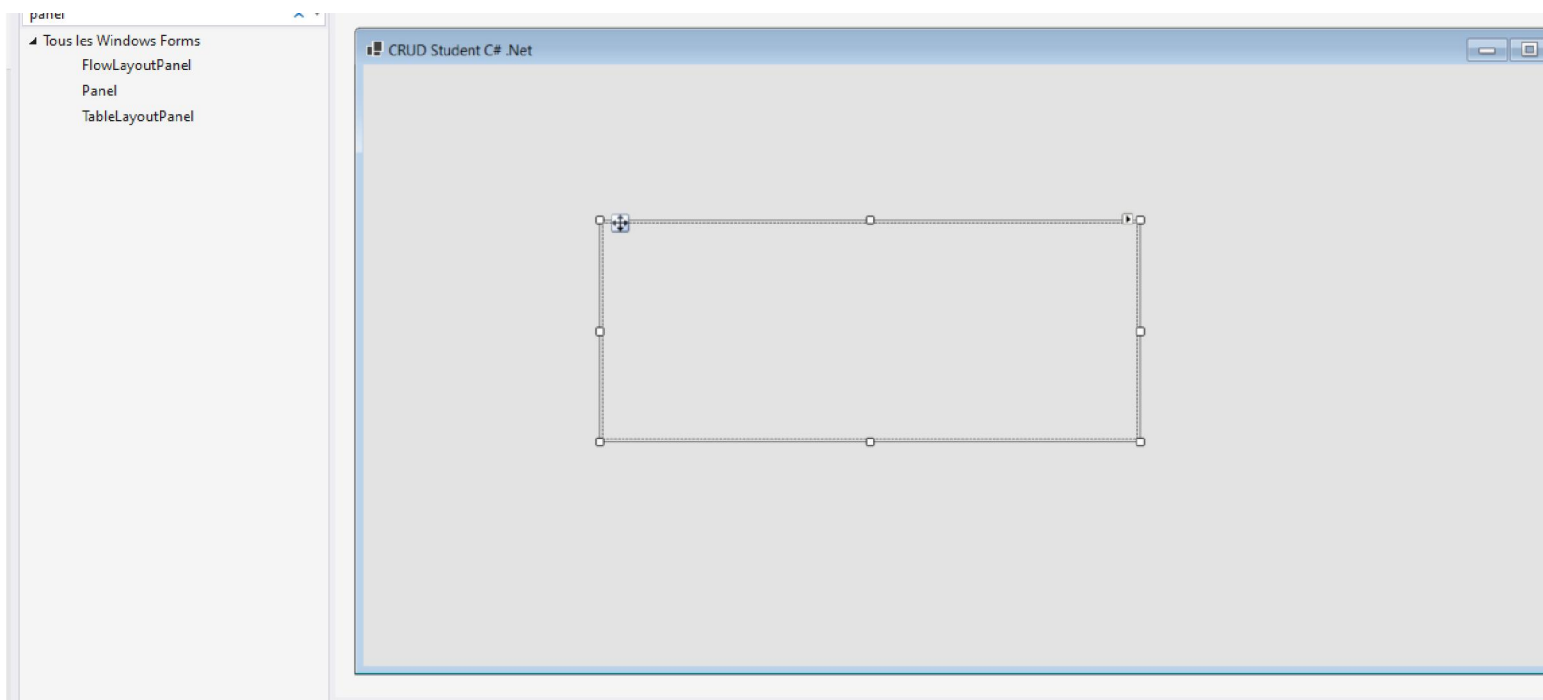 panel
Tous les Windows Forms
FlowLayoutPanel
Panel
TableLayoutPanel
CRUD Student C# .Net